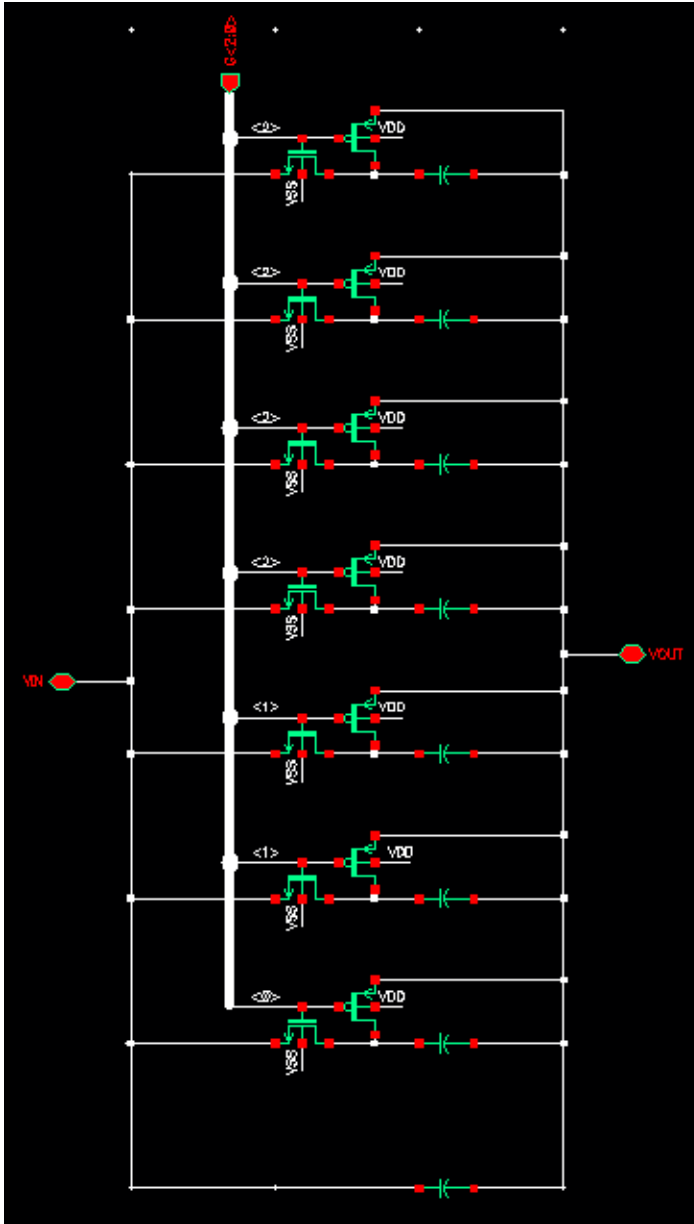 G<2:0>
<2>
VDD
VSS
<2>
VDD
VSS
<2>
VDD
VSS
<2>
VDD
VSS
VOUT
VIN
<1>
VDD
VSS
<1>
VDD
VSS
<0>
VDD
VSS